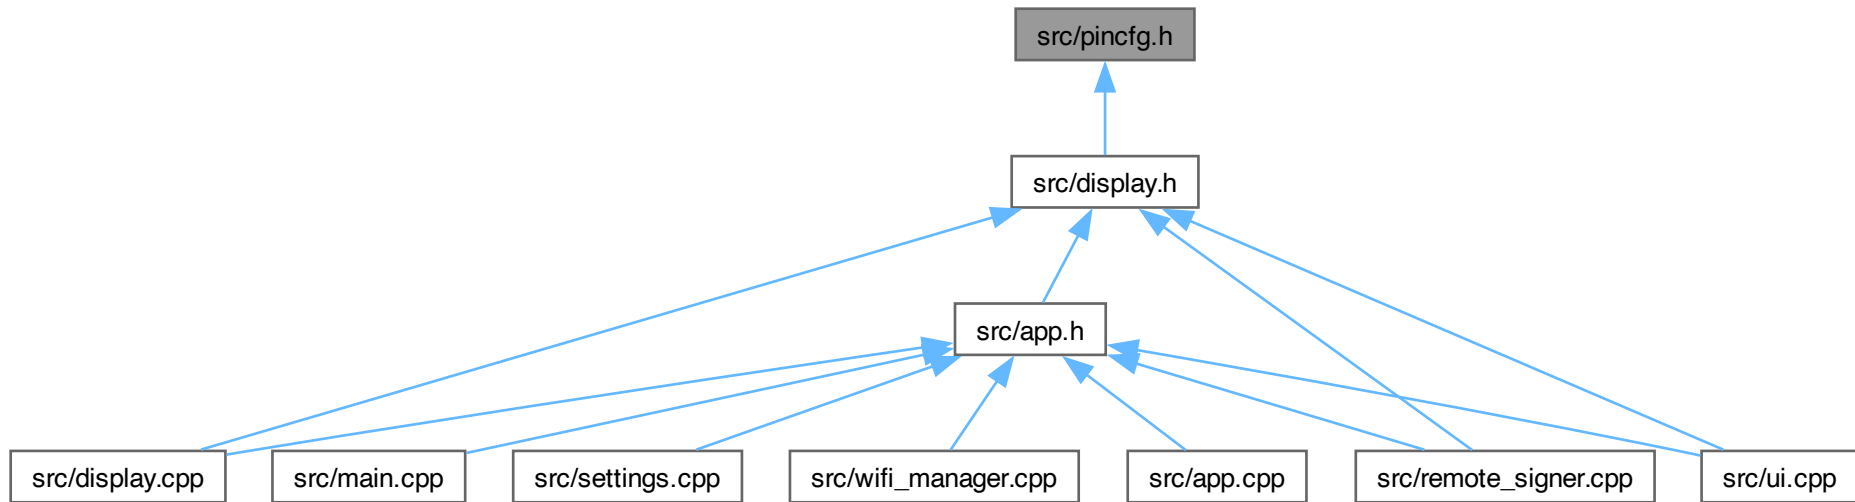 src/pincfg.h
src/display.h
src/app.h
src/display.cpp
src/main.cpp
src/settings.cpp
src/wifi_manager.cpp
src/app.cpp
src/remote_signer.cpp
src/ui.cpp